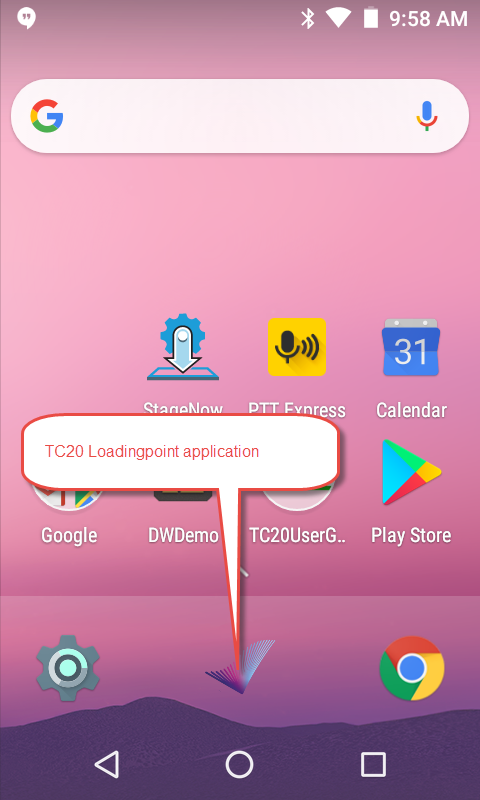 9:58 AM
G
31
StageNow
PTT Express
Calendar
TC20 Loadingpoint application
Google
DWDemo
TC20UserG..
Play Store